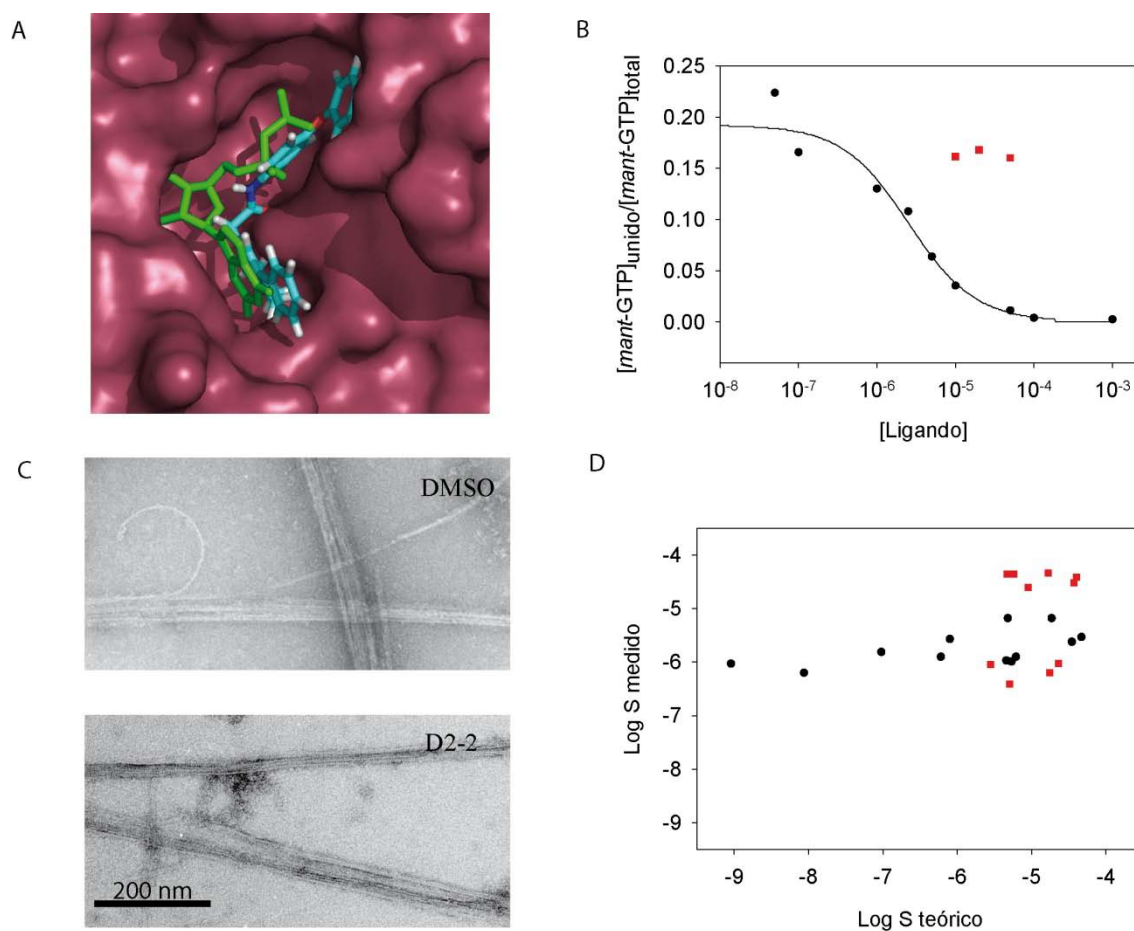 A
B
[mant-GTP]unido/[mant-GTP]total
0.25
0.20
0.15
0.10
0.05
0.00
10-8
10-7
10-6
10-5
10-4
10-3
[Ligando]
C
DMSO
D2-2
200 nm
D
Log S medido
-4
-5
-6
-7
-8
-9
-9
-8
-7
-6
-5
-4
Log S teórico